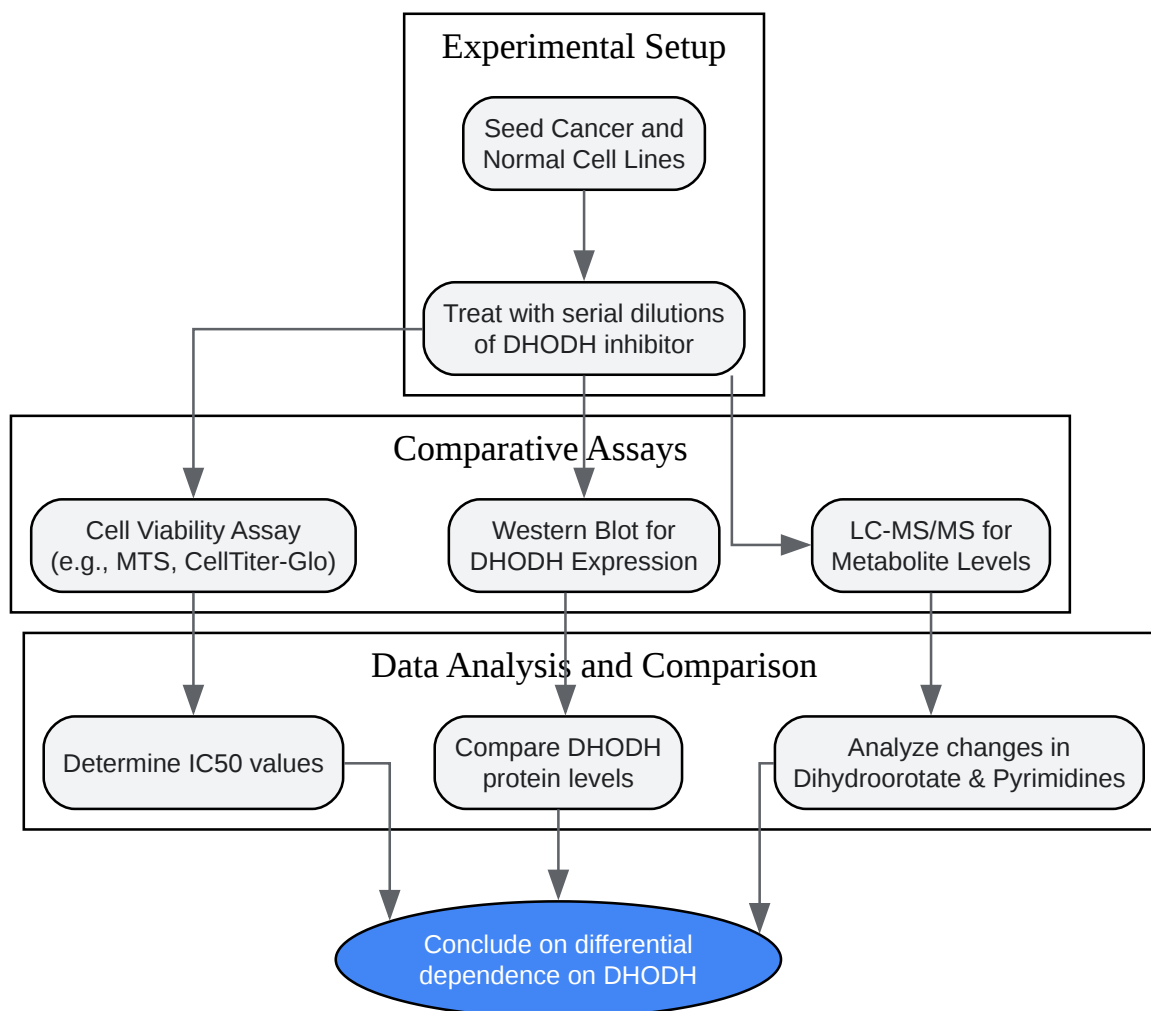 Experimental Setup
Seed Cancer and
Normal Cell Lines
Treat with serial dilutions
of DHODH inhibitor
Comparative Assays
Cell Viability Assay
(e.g., MTS, CellTiter-Glo)
Western Blot for
DHODH Expression
LC-MS/MS for
Metabolite Levels
Data Analysis and Comparison
Determine IC50 values
Compare DHODH
protein levels
Analyze changes in
Dihydroorotate & Pyrimidines
Conclude on differential
dependence on DHODH